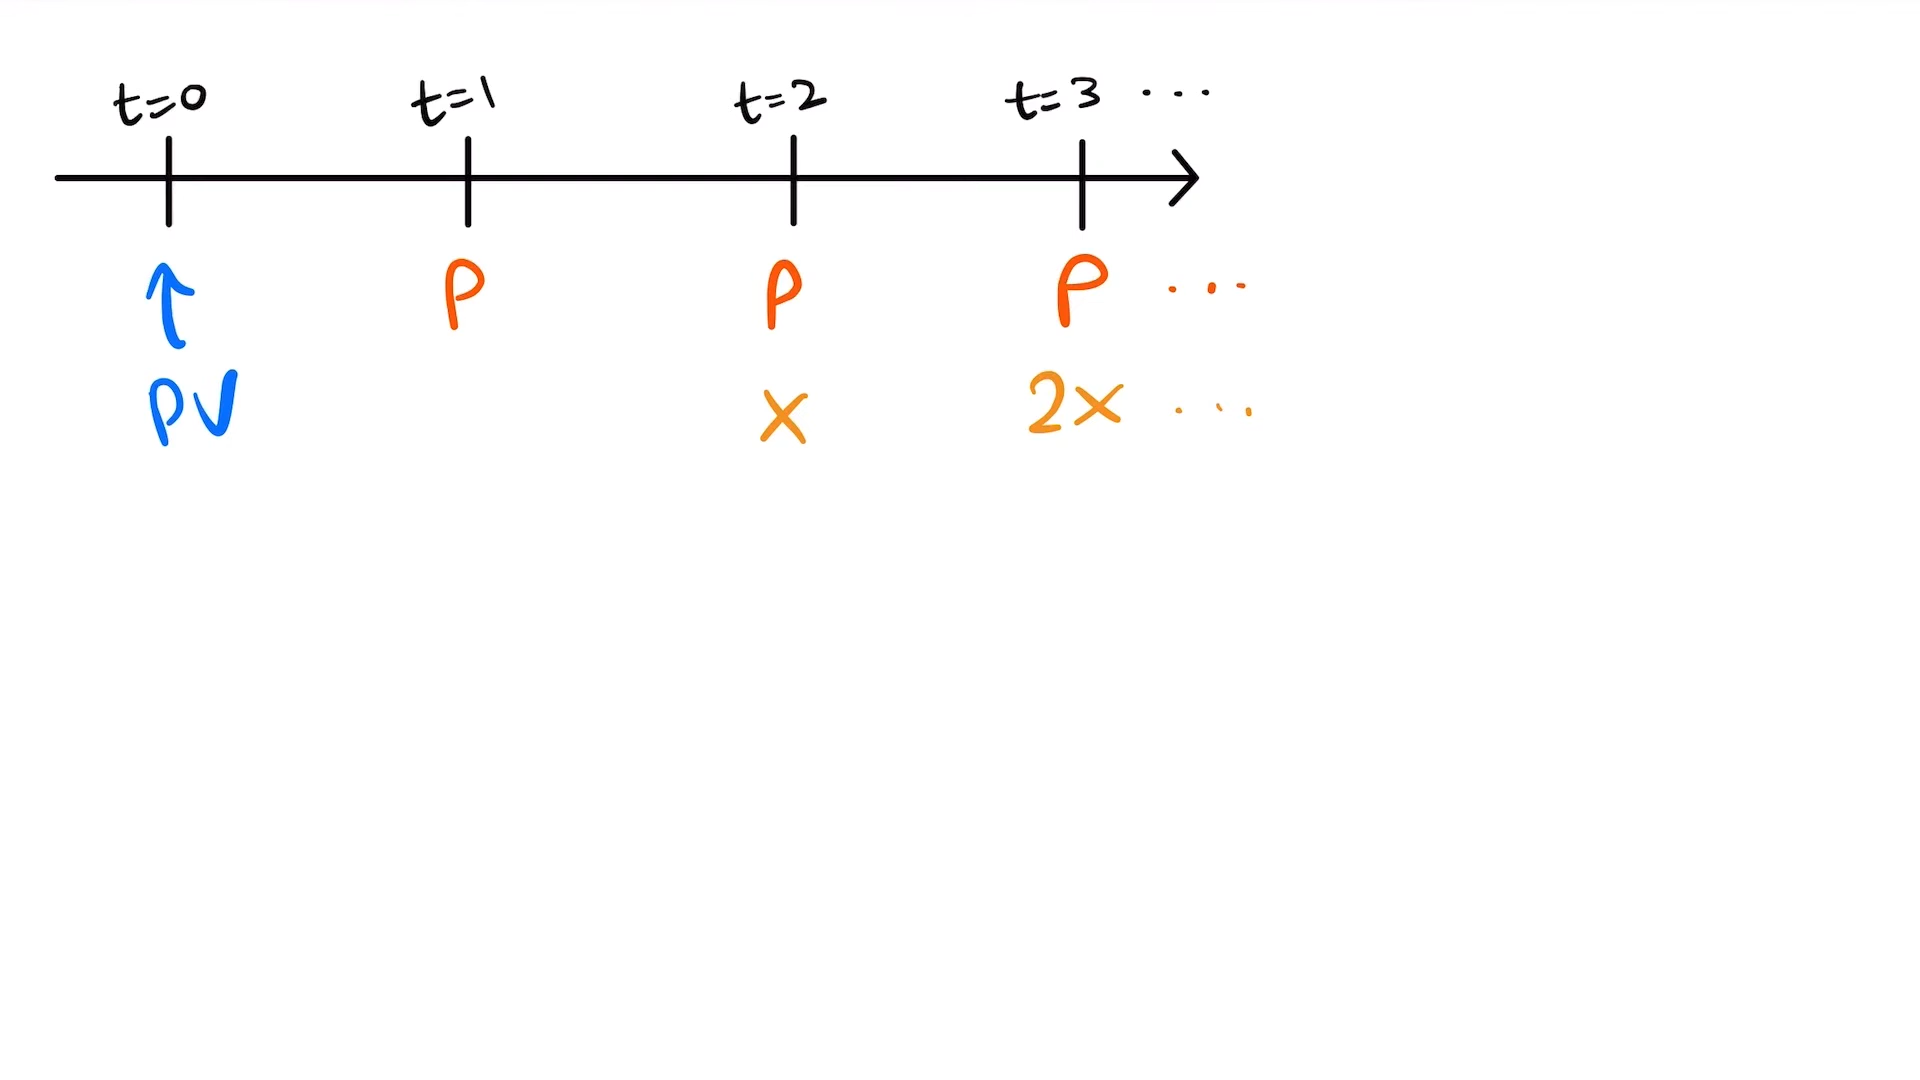 t=0 t=1 t=2 t=3 ...
P P P ...
PV X 2X ...